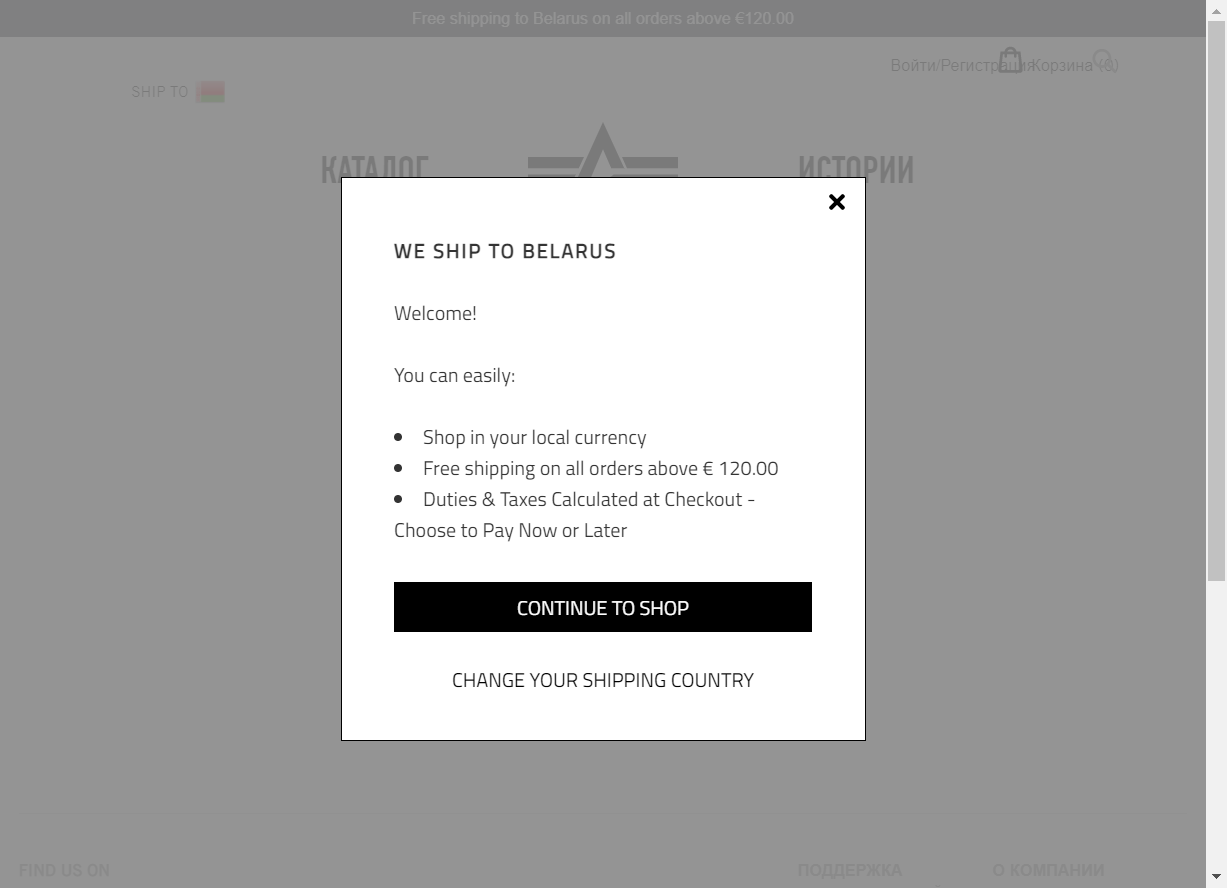 Free shipping to Belarus on all orders above €120.00
Войти/Регистрация
Корзина (0)
SHIP TO
КАТАЛОГ
ИСТОРИИ
WE SHIP TO BELARUS
Welcome!
You can easily:
Shop in your local currency
Free shipping on all orders above € 120.00
Duties & Taxes Calculated at Checkout -
Choose to Pay Now or Later
CONTINUE TO SHOP
CHANGE YOUR SHIPPING COUNTRY
FIND US ON
ПОДДЕРЖКА
О КОМПАНИИ